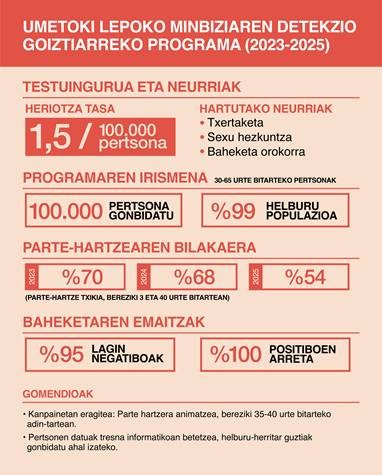 UMETOKI LEPOKO MINBIZIAREN DETEKZIO
GOIZTIARREKO PROGRAMA (2023-2025)
TESTUINGURUA ETA NEURRIAK
HERIOTZA TASA
1,5 / 100.000 pertsona
HARTUTAKO NEURRIAK
• Txertaketa
• Sexu hezkuntza
• Baheketa orokorra
PROGRAMAREN IRISMENA 30-65 URTE BITARTEKO PERTSONAK
100.000 PERTSONA GONBIDATU
%99 HELBURU POPULAZIOA
PARTE-HARTZEAREN BILAKAERA
2023 %70
2024 %68
2025 %54
(PARTE-HARTZE TXIKIA, BEREZIKI 3 ETA 40 URTE BITARTEAN)
BAHEKETAREN EMAITZAK
%95 LAGIN NEGATIBOAK
%100 POSITIBOEN ARRETA
GOMENDIOAK
• Kanpainetan eragitea: Parte hartzera animatzea, bereziki 35-40 urte bitarteko
adin-tartean.
• Pertsonen datuak tresna informatikoan betetzea, helburu-herritar guztiak
gonbidatu ahal izateko.